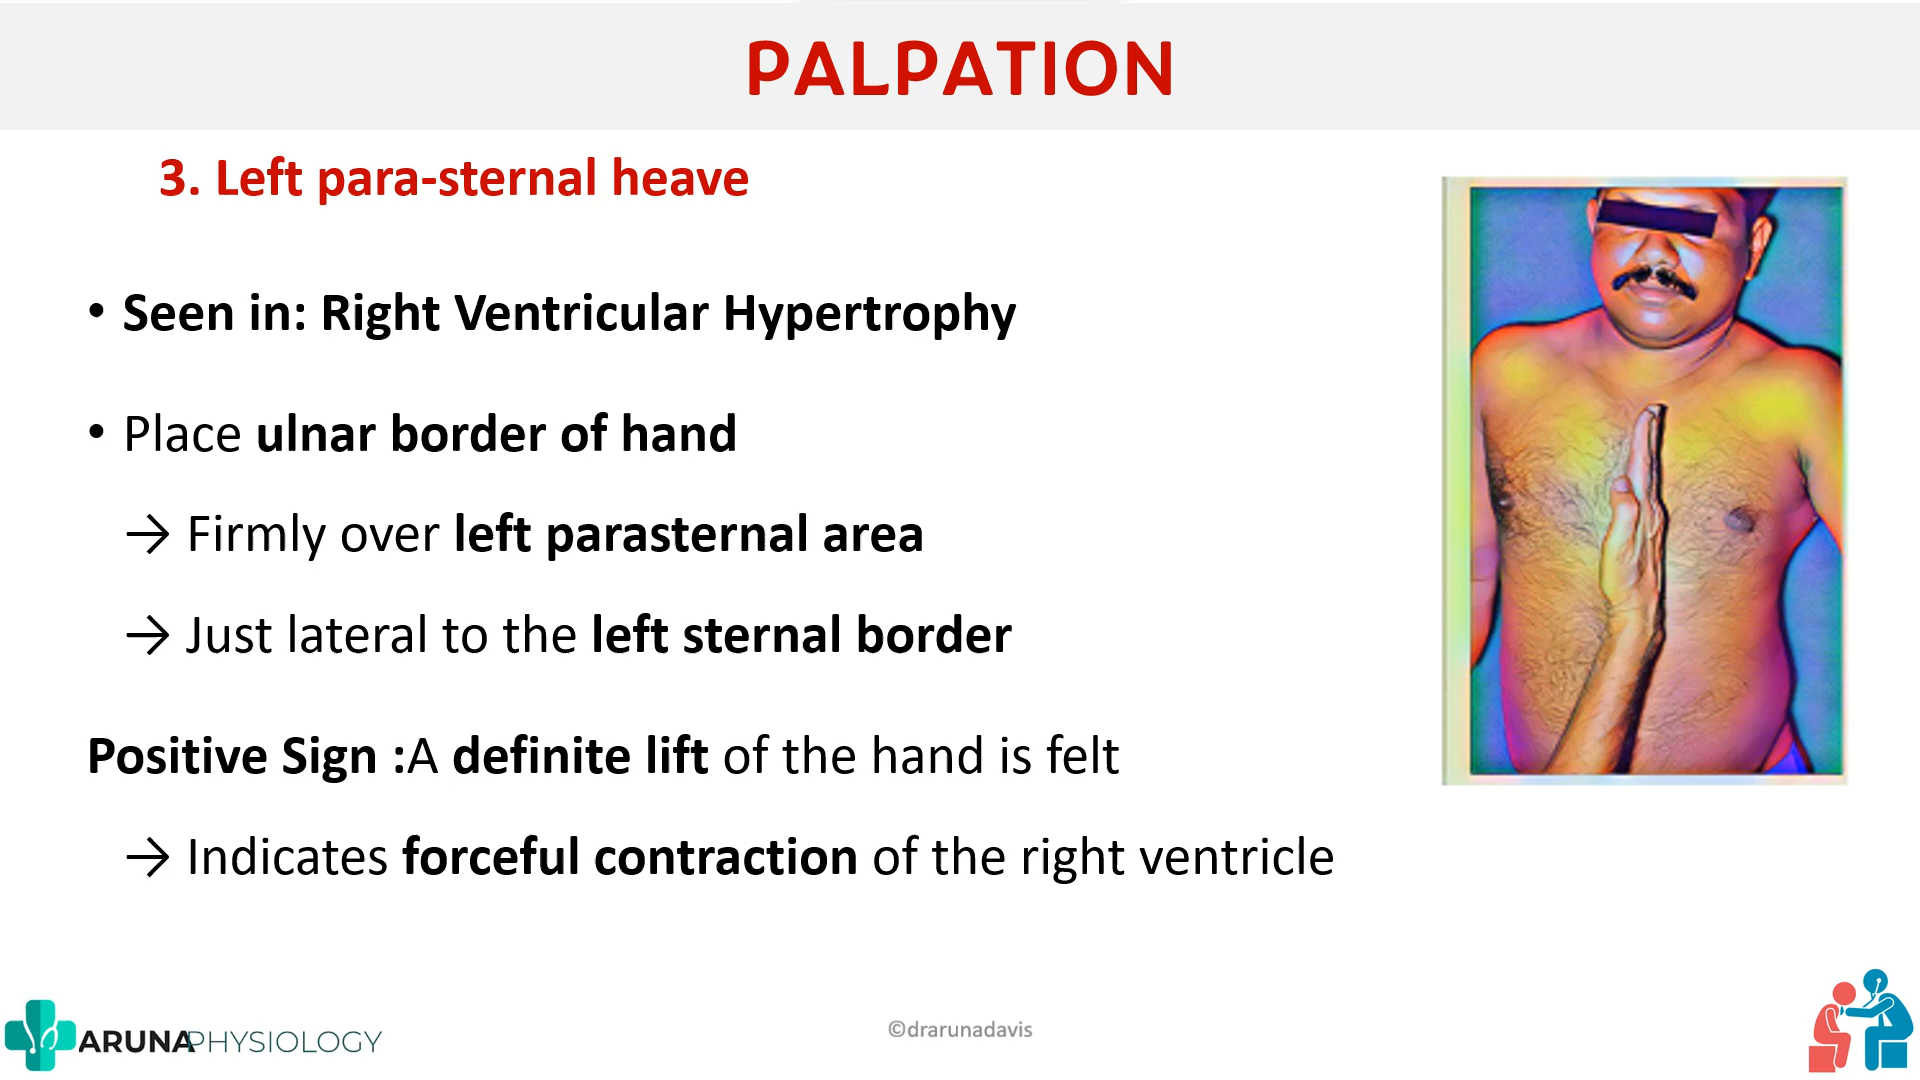 PALPATION
3. Left para-sternal heave
• Seen in: Right Ventricular Hypertrophy
• Place ulnar border of hand
→ Firmly over left parasternal area
→ Just lateral to the left sternal border
Positive Sign :A definite lift of the hand is felt
→ Indicates forceful contraction of the right ventricle
ARUNAPHYSIOLOGY
©drarunadavis